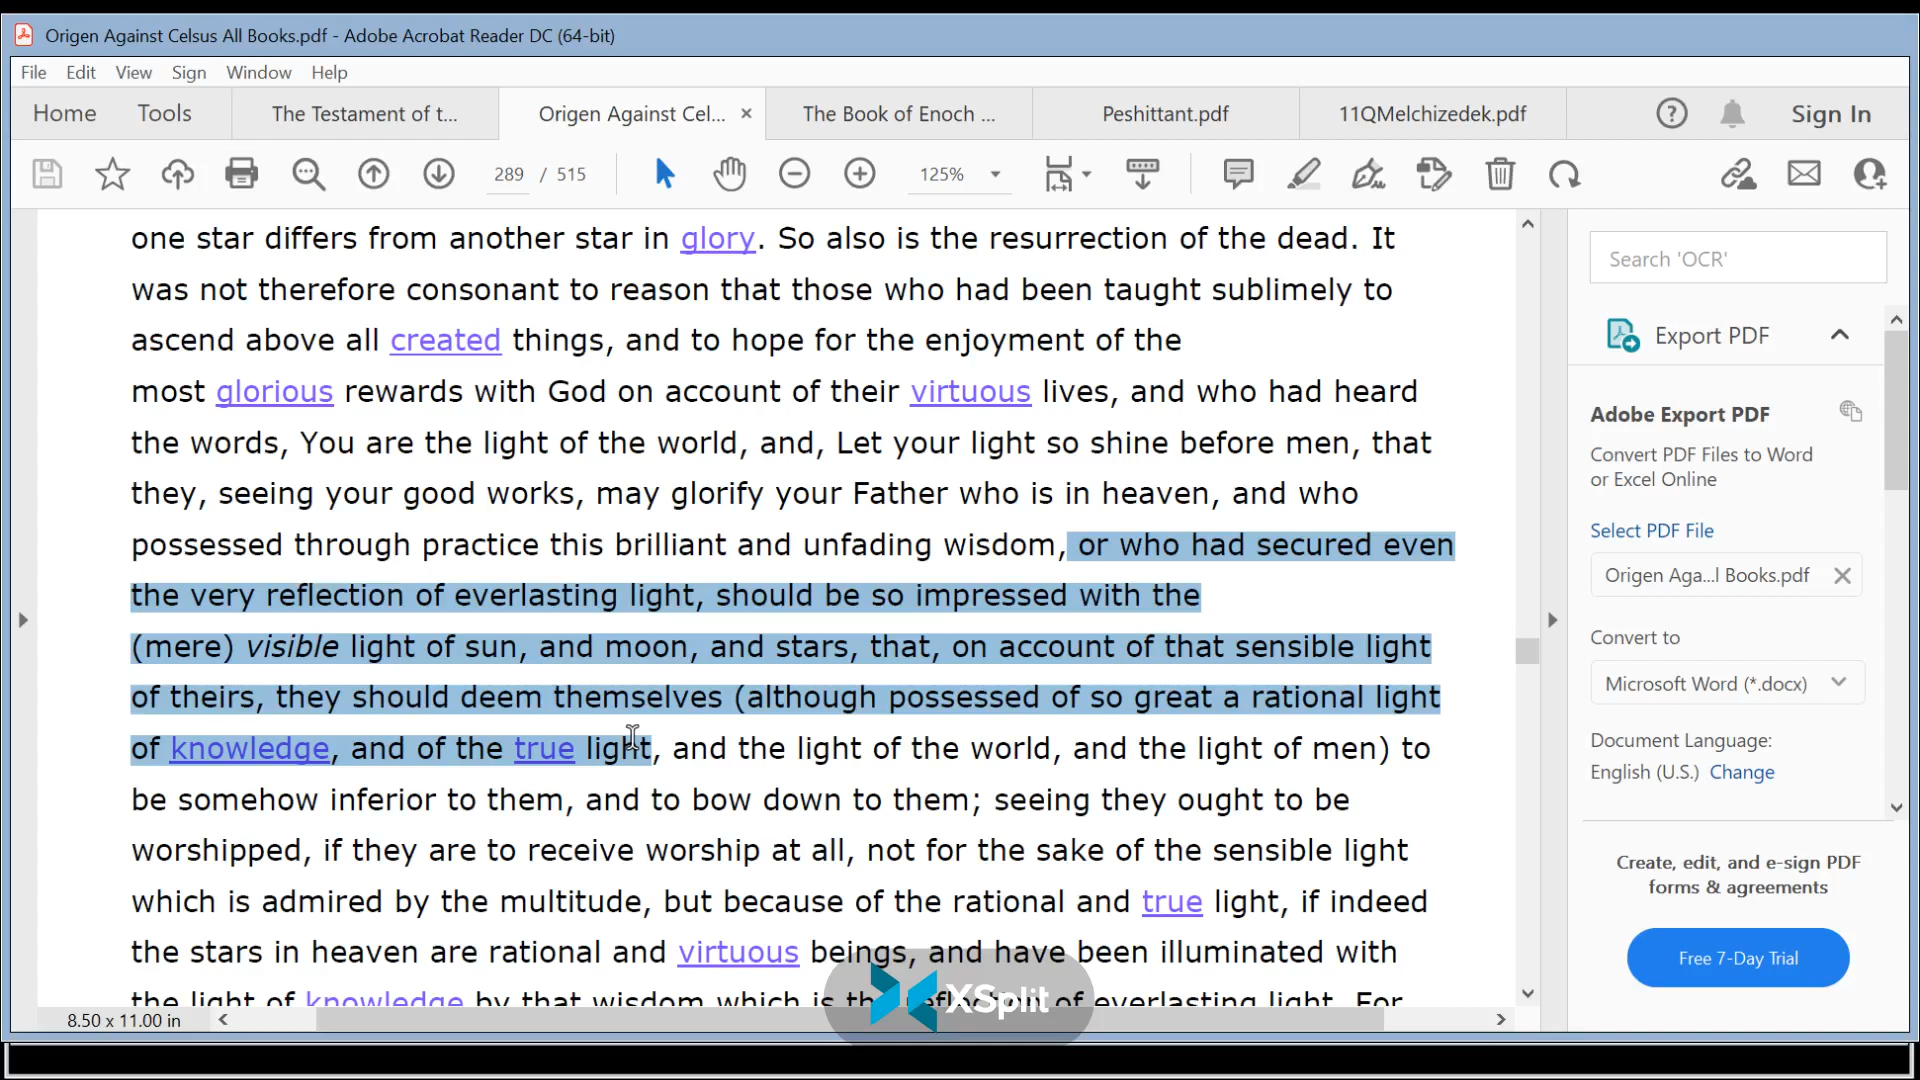 Origen Against Celsus All Books.pdf - Adobe Acrobat Reader DC (64-bit)
File Edit View Sign Window Help
Home Tools The Testament of t... Origen Against Cel... × The Book of Enoch ... Peshittant.pdf 11QMelchizedek.pdf Sign In
289 / 515 125%
one star differs from another star in glory. So also is the resurrection of the dead. It
was not therefore consonant to reason that those who had been taught sublimely to
ascend above all created things, and to hope for the enjoyment of the
most glorious rewards with God on account of their virtuous lives, and who had heard
the words, You are the light of the world, and, Let your light so shine before men, that
they, seeing your good works, may glorify your Father who is in heaven, and who
possessed through practice this brilliant and unfading wisdom, or who had secured even
the very reflection of everlasting light, should be so impressed with the
(mere) visible light of sun, and moon, and stars, that, on account of that sensible light
of theirs, they should deem themselves (although possessed of so great a rational light
of knowledge, and of the true light, and the light of the world, and the light of men) to
be somehow inferior to them, and to bow down to them; seeing they ought to be
worshipped, if they are to receive worship at all, not for the sake of the sensible light
which is admired by the multitude, but because of the rational and true light, if indeed
the stars in heaven are rational and virtuous beings, and have been illuminated with
the light of knowledge by that wisdom which is the reflection of everlasting light. For
XSplit
8.50 x 11.00 in
Search 'OCR'
Export PDF
Adobe Export PDF
Convert PDF Files to Word
or Excel Online
Select PDF File
Origen Aga...l Books.pdf
Convert to
Microsoft Word (*.docx)
Document Language:
English (U.S.) Change
Create, edit, and e-sign PDF
forms & agreements
Free 7-Day Trial